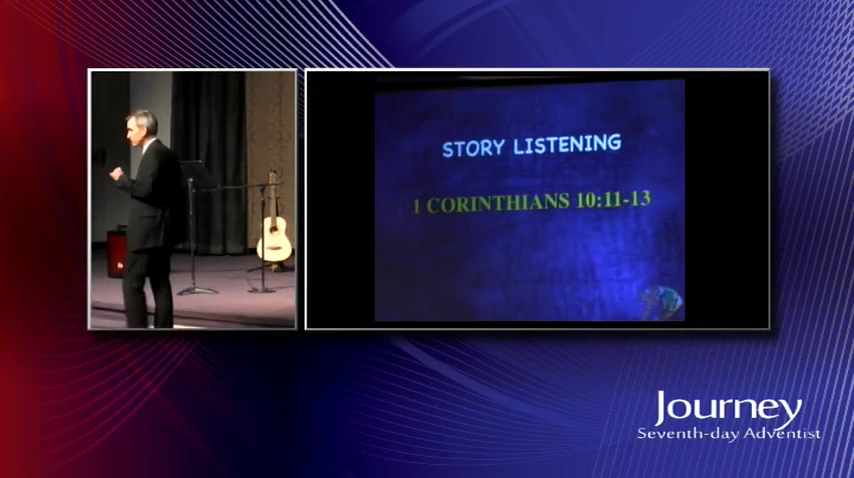 STORY LISTENING
1 CORINTHIANS 10:11-13
Journey
Seventh-day Adventist